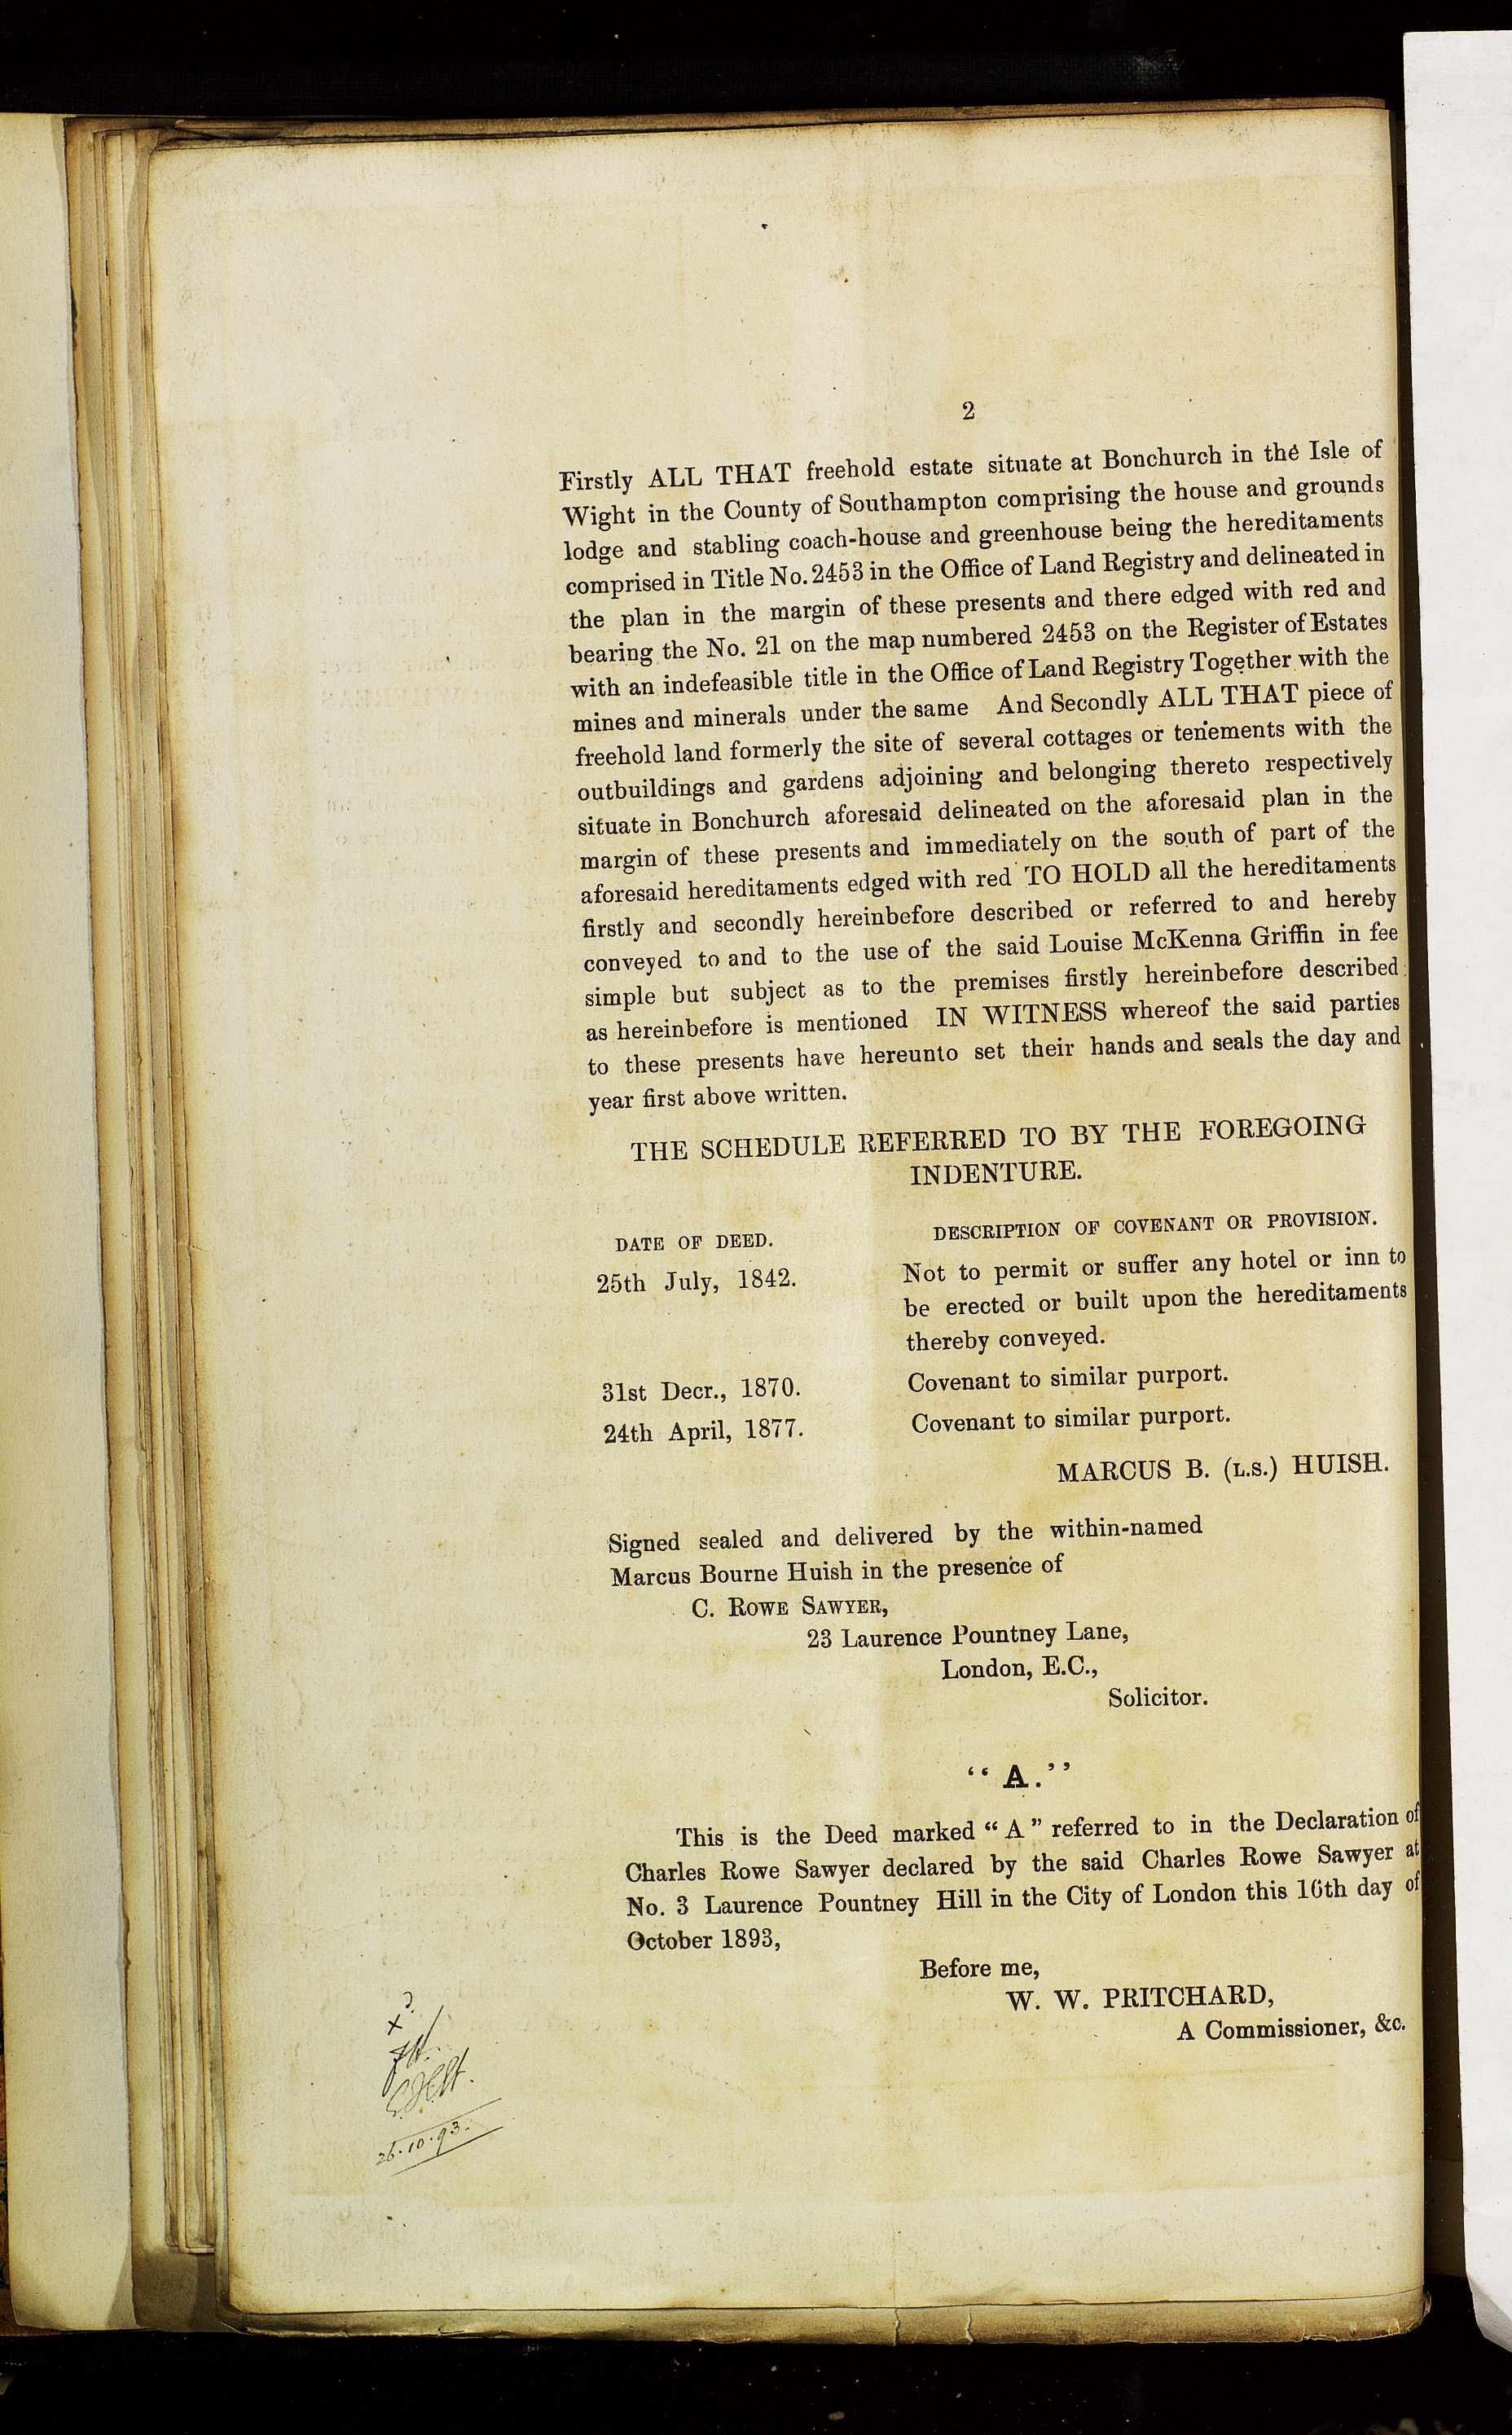 2
Firstly ALL THAT freehold estate situate at Bonchurch in the Isle of
Wight in the County of Southampton comprising the house and grounds
lodge and stabling coach-house and greenhouse being the hereditaments
comprised in Title No. 2453 in the Office of Land Registry and delineated in
the plan in the margin of these presents and there edged with red and
bearing the No. 21 on the map numbered 2453 on the Register of Estates
with an indefeasible title in the Office of Land Registry Together with the
mines and minerals under the same And Secondly ALL THAT piece of
freehold land formerly the site of several cottages or tenements with the
outbuildings and gardens adjoining and belonging thereto respectively
situate in Bonchurch aforesaid delineated on the aforesaid plan in the
margin of these presents and immediately on the south of part of the
aforesaid hereditaments edged with red TO HOLD all the hereditaments
firstly and secondly hereinbefore described or referred to and hereby
conveyed to and to the use of the said Louise McKenna Griffin in fee
simple but subject as to the premises firstly hereinbefore described
as hereinbefore is mentioned IN WITNESS whereof the said parties
to these presents have hereunto set their hands and seals the day and
year first above written.
THE SCHEDULE REFERRED TO BY THE FOREGOING
INDENTURE.
DATE OF DEED. DESCRIPTION OF COVENANT OR PROVISION.
25th July, 1842. Not to permit or suffer any hotel or inn to
be erected or built upon the hereditaments
thereby conveyed.
31st Decr., 1870. Covenant to similar purport.
24th April, 1877. Covenant to similar purport.
MARCUS B. (L.S.) HUISH.
Signed sealed and delivered by the within-named
Marcus Bourne Huish in the presence of
C. ROWE SAWYER,
23 Laurence Pountney Lane,
London, E.C.,
Solicitor.
"A."
This is the Deed marked "A" referred to in the Declaration of
Charles Rowe Sawyer declared by the said Charles Rowe Sawyer at
No. 3 Laurence Pountney Hill in the City of London this 16th day of
October 1893,
Before me,
W. W. PRITCHARD,
A Commissioner, &c.
26.10.93.